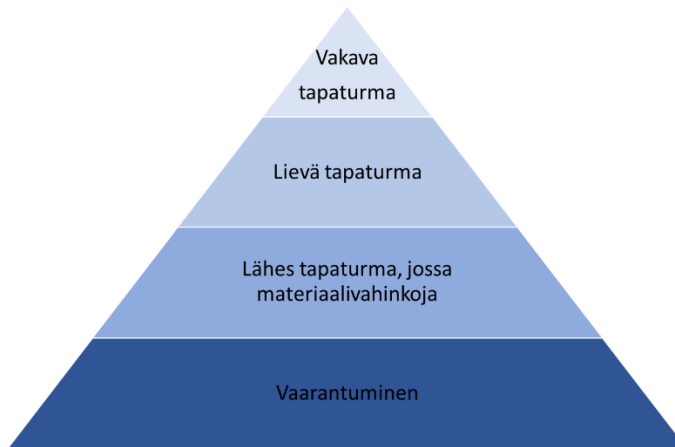 Vakava
tapaturma
Lievä tapaturma
Lähes tapaturma, jossa
materiaalivahinkoja
Vaarantuminen